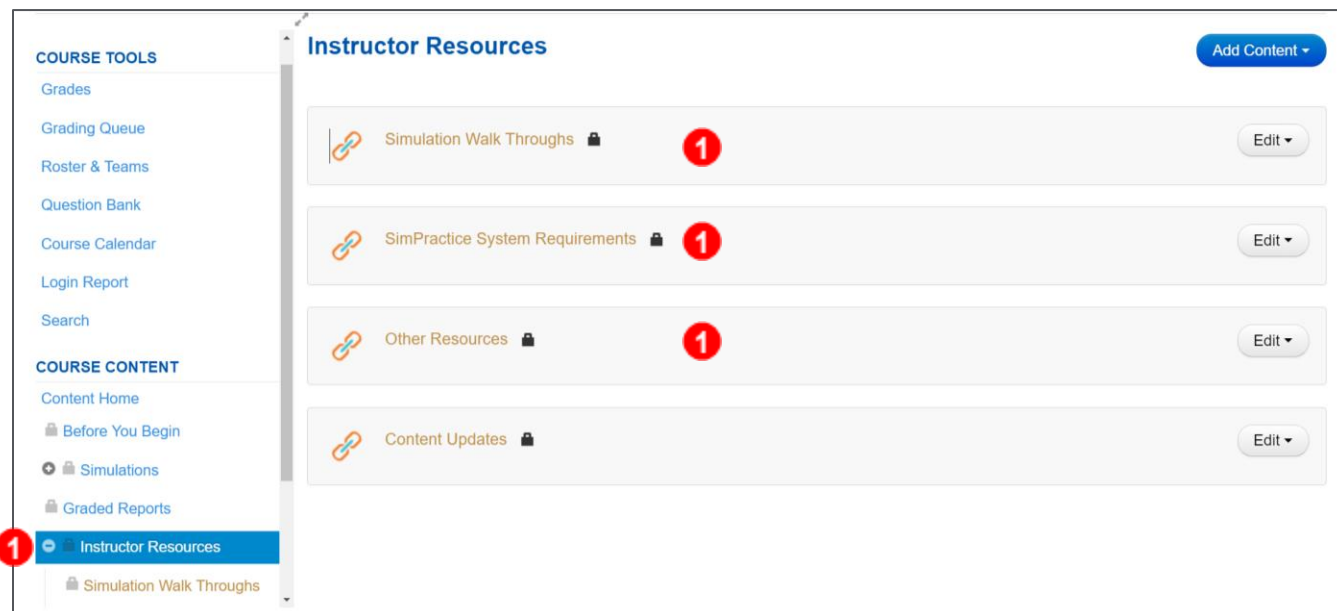 COURSE TOOLS
Grades
Grading Queue
Roster & Teams
Question Bank
Course Calendar
Login Report
Search
COURSE CONTENT
Content Home
Before You Begin
Simulations
Graded Reports
1 Instructor Resources
Simulation Walk Throughs
Instructor Resources
Add Content
Simulation Walk Throughs 1 Edit
SimPractice System Requirements 1 Edit
Other Resources 1 Edit
Content Updates Edit